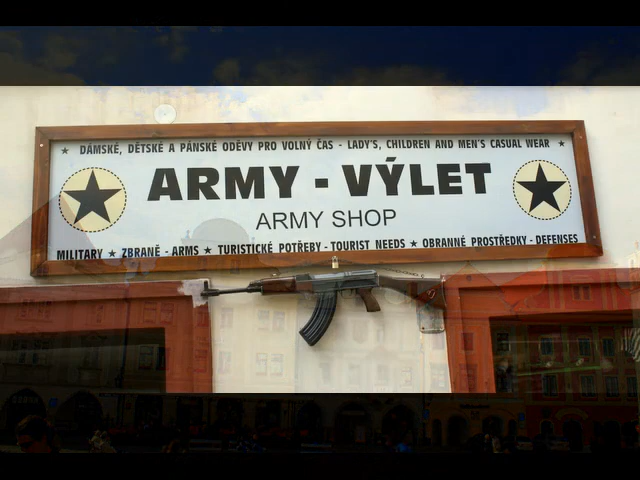 ★ DÁMSKÉ, DĚTSKÉ A PÁNSKÉ ODĚVY PRO VOLNÝ ČAS - LADY'S, CHILDREN AND MEN'S CASUAL WEAR ★
ARMY - VÝLET
ARMY SHOP
MILITARY ★ ZBRANĚ - ARMS ★ TURISTICKÉ POTŘEBY - TOURIST NEEDS ★ OBRANNÉ PROSTŘEDKY - DEFENSES